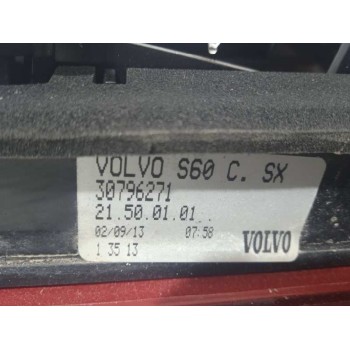 VOLVO S60 C. SX
30796271
21.50.01.01..
02/09/13 07:58
1 35 13 VOLVO